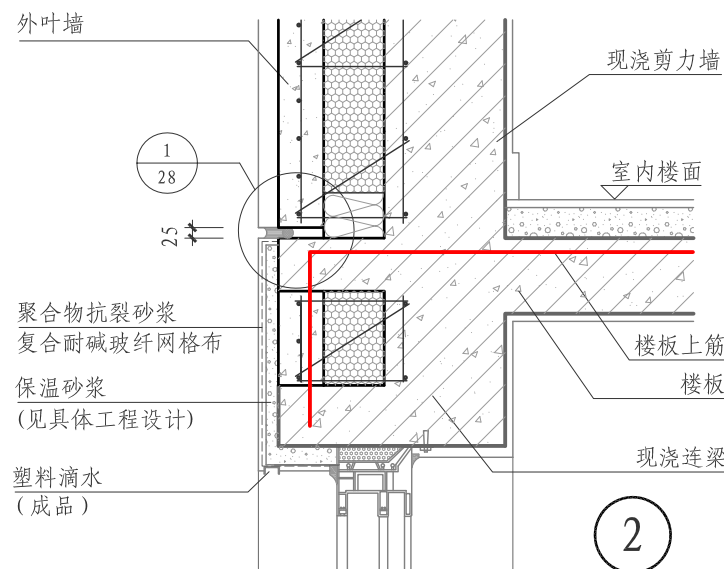 外叶墙
现浇剪力墙
1
28
室内楼面
25
聚合物抗裂砂浆
复合耐碱玻纤网格布
楼板上筋
楼板
保温砂浆
(见具体工程设计)
现浇连梁
塑料滴水
(成品)
2